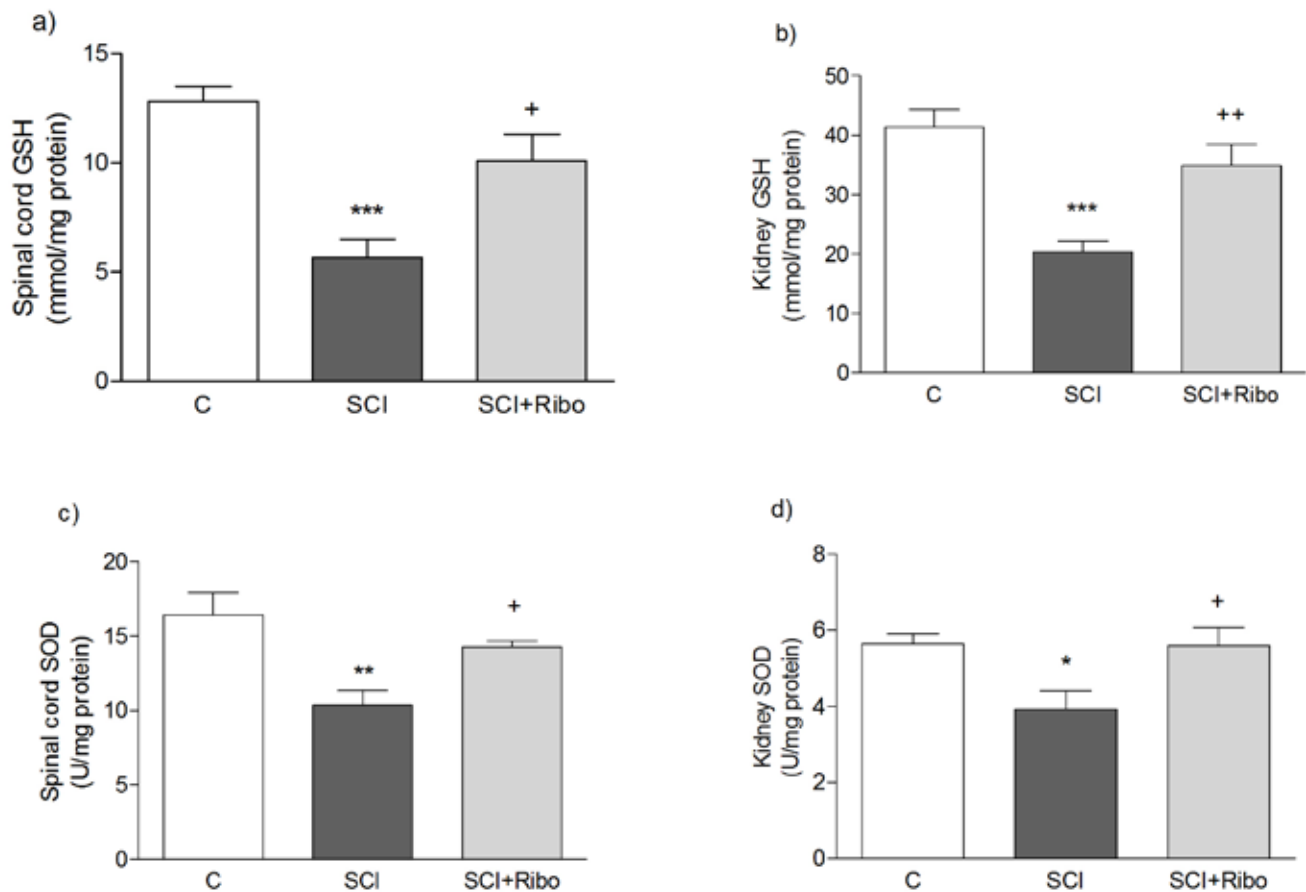 a)
Spinal cord GSH
(mmol/mg protein)
15
10
5
0
+
***
C SCI SCI+Ribo
b)
Kidney GSH
(mmol/mg protein)
50
40
30
20
10
0
++
***
C SCI SCI+Ribo
c)
Spinal cord SOD
(U/mg protein)
20
15
10
5
0
+
**
C SCI SCI+Ribo
d)
Kidney SOD
(U/mg protein)
8
6
4
2
0
+
*
C SCI SCI+Ribo